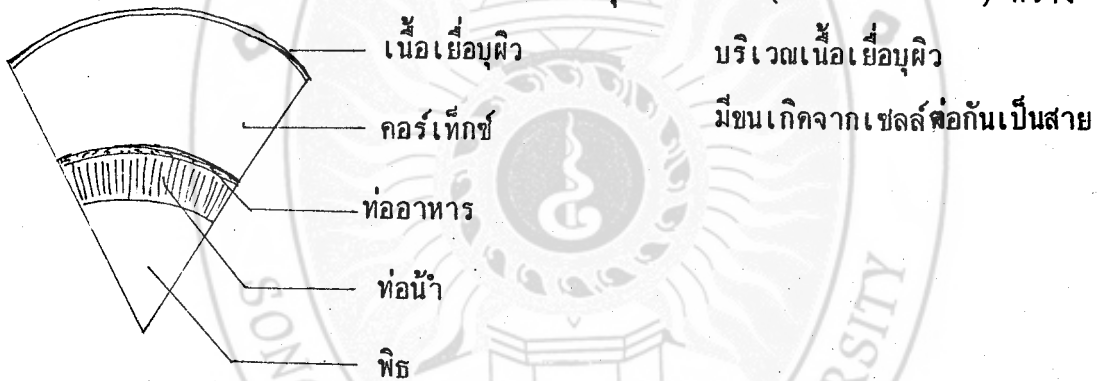 เนื้อเยื่อบุผิว
บริเวณเนื้อเยื่อบุผิว
คอร์เท็กซ์
มีขนเกิดจากเซลล์ต่อกันเป็นสาย
ท่ออาหาร
ท่อน้ำ
พิธ
SON
RSITY